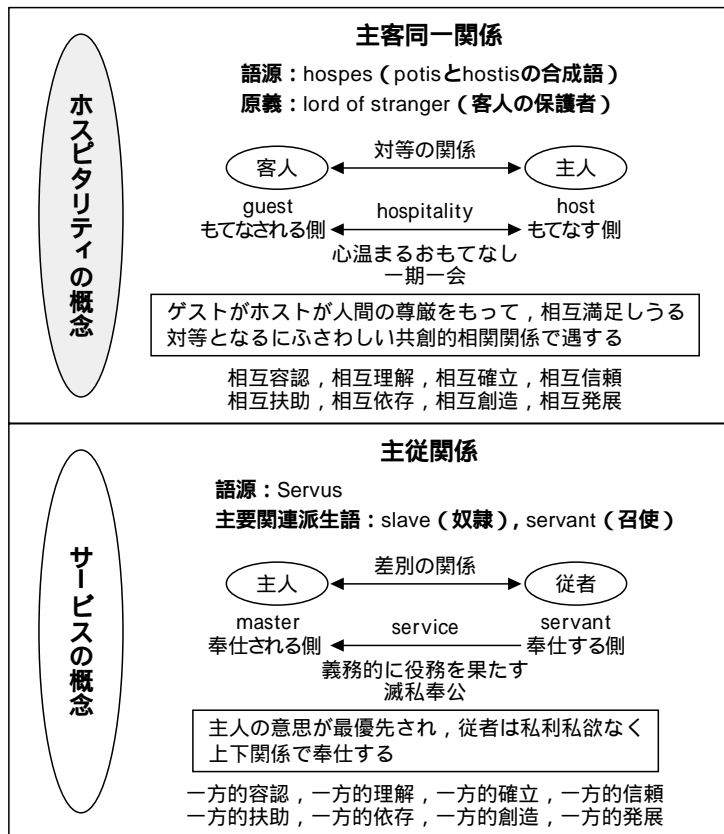 ホスピタリティの概念
主客同一関係
語源：hospes（potisとhostisの合成語）
原義：lord of stranger（客人の保護者）
客人 対等の関係 主人
guest hospitality host
もてなされる側 もてなす側
心温まるおもてなし
一期一会
ゲストがホストが人間の尊厳をもって，相互満足しうる
対等となるにふさわしい共創的相関関係で遇する
相互容認，相互理解，相互確立，相互信頼
相互扶助，相互依存，相互創造，相互発展
サービスの概念
主従関係
語源：Servus
主要関連派生語：slave（奴隷），servant（召使）
主人 差別の関係 従者
master service servant
奉仕される側 奉仕する側
義務的に役務を果たす
滅私奉公
主人の意思が最優先され，従者は私利私欲なく
上下関係で奉仕する
一方的容認，一方的理解，一方的確立，一方的信頼
一方的扶助，一方的依存，一方的創造，一方的発展